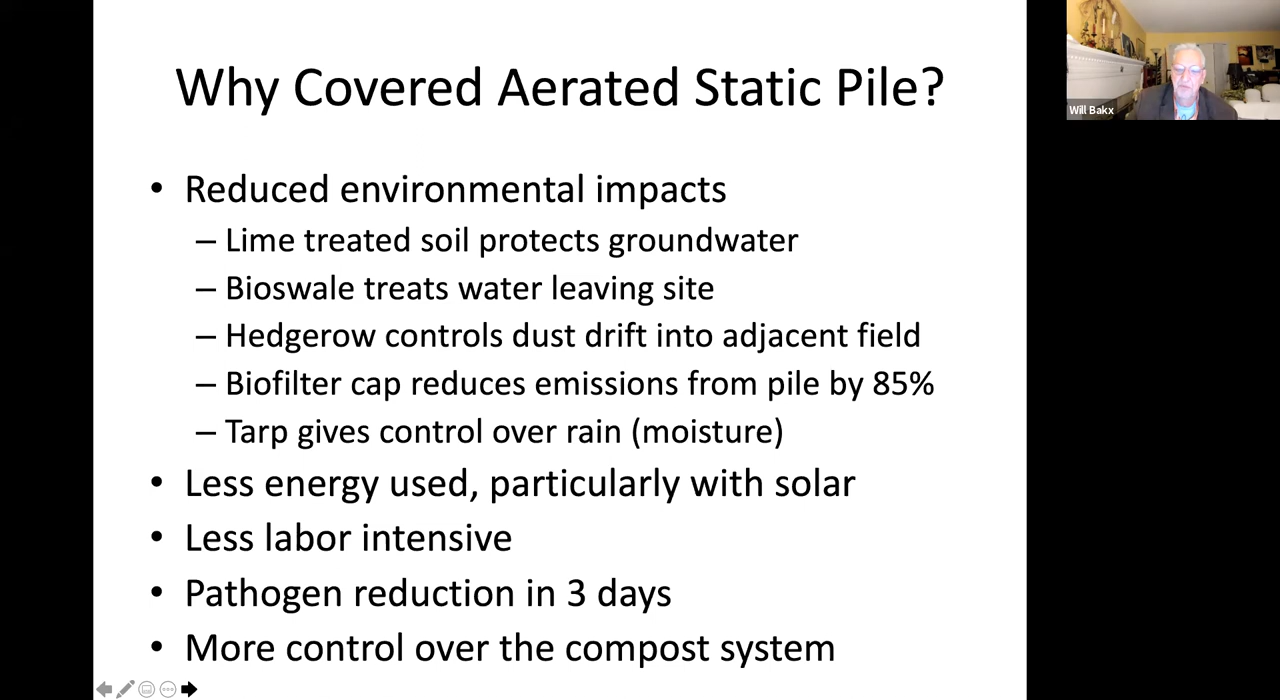 Why Covered Aerated Static Pile?
• Reduced environmental impacts
– Lime treated soil protects groundwater
– Bioswale treats water leaving site
– Hedgerow controls dust drift into adjacent field
– Biofilter cap reduces emissions from pile by 85%
– Tarp gives control over rain (moisture)
• Less energy used, particularly with solar
• Less labor intensive
• Pathogen reduction in 3 days
• More control over the compost system
Will Bakx